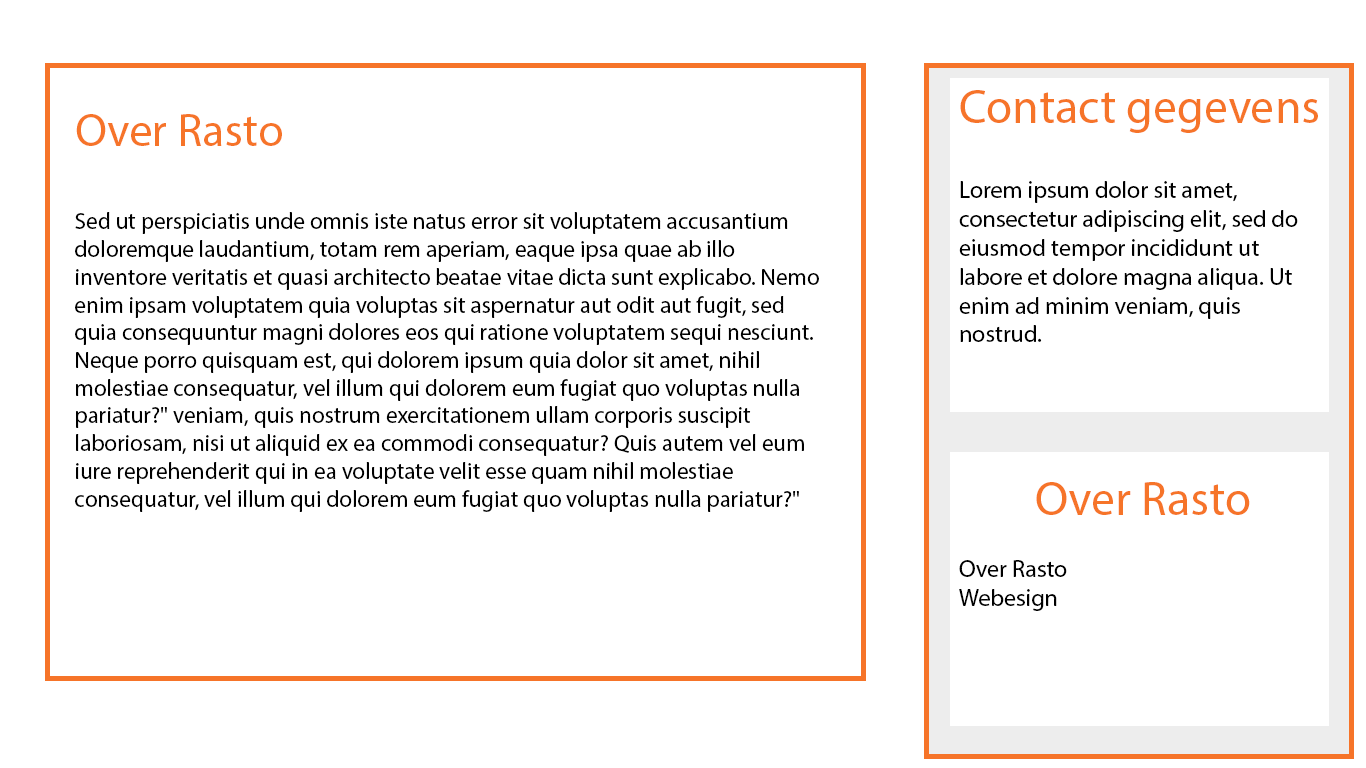 Over Rasto
Sed ut perspiciatis unde omnis iste natus error sit voluptatem accusantium
doloremque laudantium, totam rem aperiam, eaque ipsa quae ab illo
inventore veritatis et quasi architecto beatae vitae dicta sunt explicabo. Nemo
enim ipsam voluptatem quia voluptas sit aspernatur aut odit aut fugit, sed
quia consequuntur magni dolores eos qui ratione voluptatem sequi nesciunt.
Neque porro quisquam est, qui dolorem ipsum quia dolor sit amet, nihil
molestiae consequatur, vel illum qui dolorem eum fugiat quo voluptas nulla
pariatur?" veniam, quis nostrum exercitationem ullam corporis suscipit
laboriosam, nisi ut aliquid ex ea commodi consequatur? Quis autem vel eum
iure reprehenderit qui in ea voluptate velit esse quam nihil molestiae
consequatur, vel illum qui dolorem eum fugiat quo voluptas nulla pariatur?"
Contact gegevens
Lorem ipsum dolor sit amet,
consectetur adipiscing elit, sed do
eiusmod tempor incididunt ut
labore et dolore magna aliqua. Ut
enim ad minim veniam, quis
nostrud.
Over Rasto
Over Rasto
Webesign